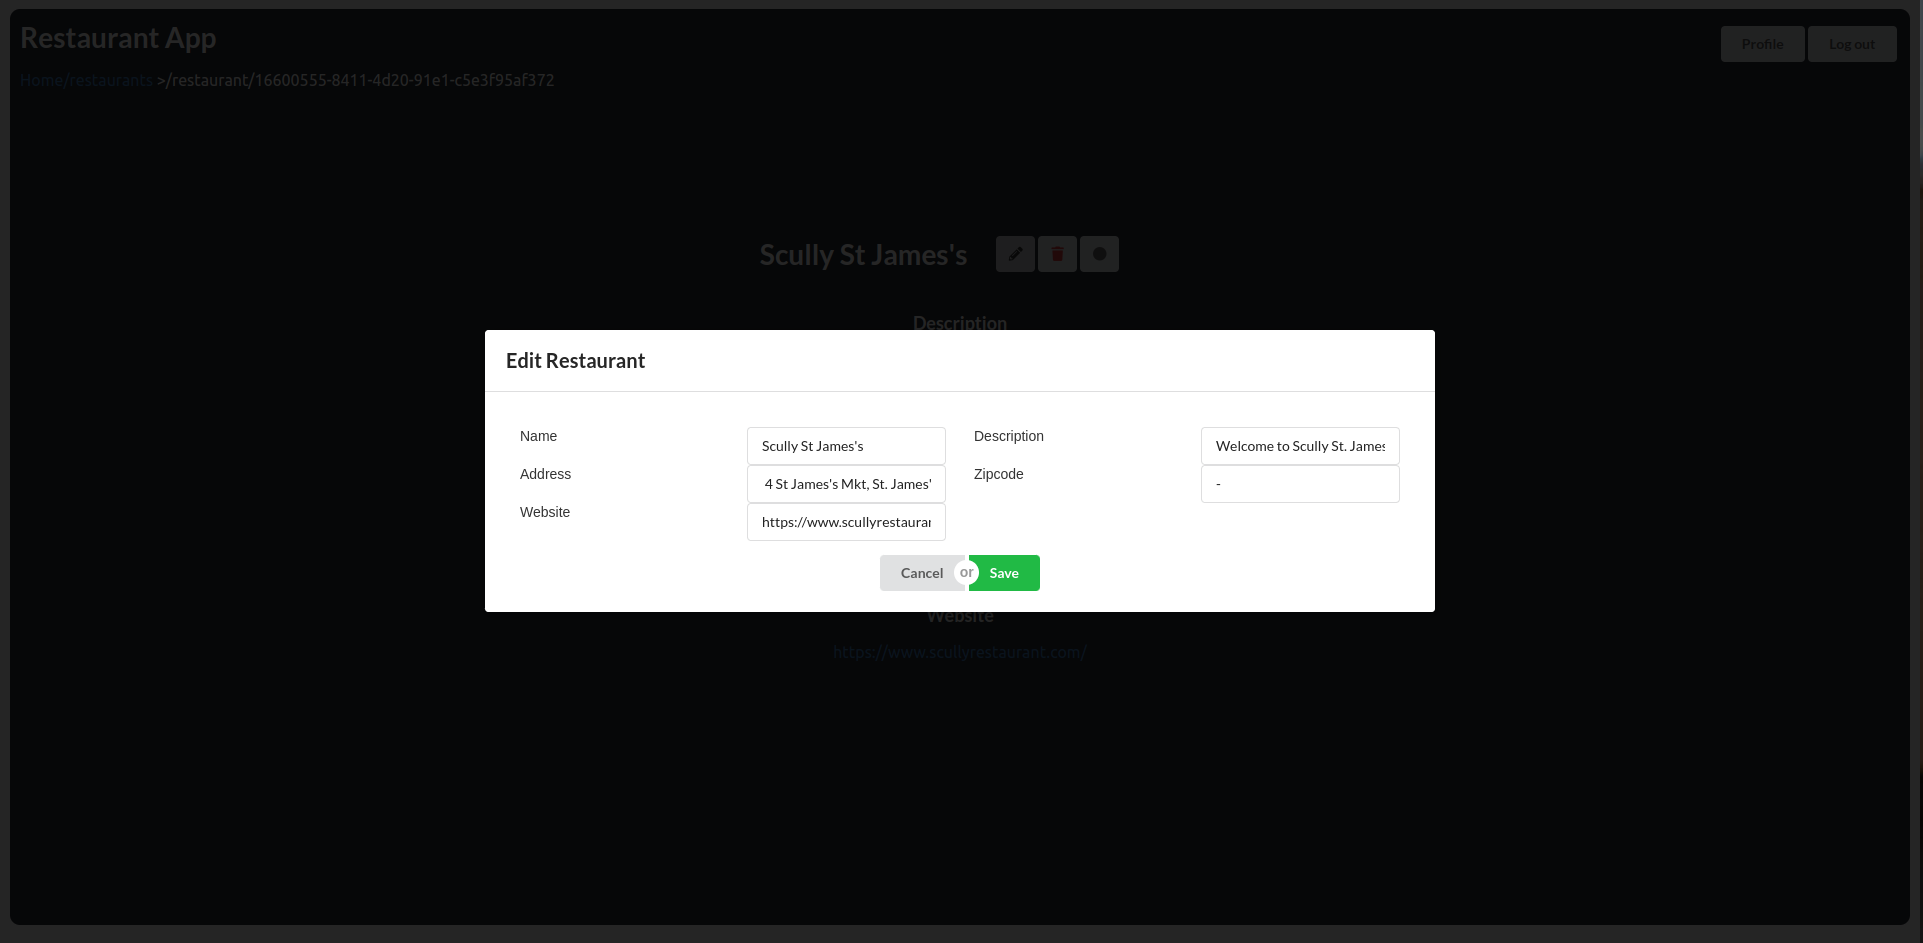 Restaurant App
Profile
Log out
Home/restaurants >/restaurant/16600555-8411-4d20-91e1-c5e3f95af372
Scully St James's
Description
Edit Restaurant
Name
Scully St James's
Description
Welcome to Scully St. James
Address
4 St James's Mkt, St. James'
Zipcode
-
Website
https://www.scullyrestaurar
Cancel or Save
Website
https://www.scullyrestaurant.com/